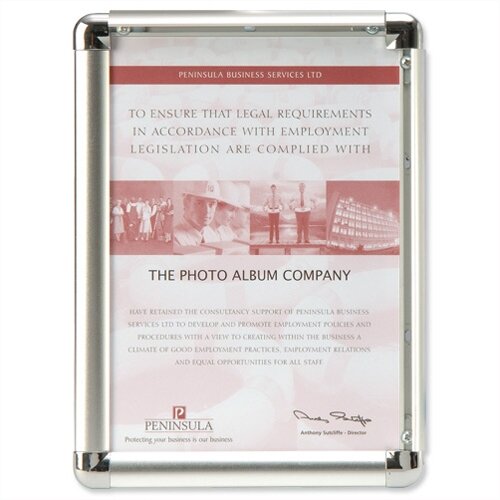 PENINSULA BUSINESS SERVICES LTD
TO ENSURE THAT LEGAL REQUIREMENTS
IN ACCORDANCE WITH EMPLOYMENT
LEGISLATION ARE COMPLIED WITH
THE PHOTO ALBUM COMPANY
HAVE RETAINED THE CONSULTANCY SUPPORT OF PENINSULA BUSINESS
SERVICES LTD TO DEVELOP AND PROMOTE EMPLOYMENT POLICIES AND
PROCEDURES WITH A VIEW TO CREATING WITHIN THE BUSINESS A
CLIMATE OF GOOD EMPLOYMENT PRACTICES, EMPLOYMENT RELATIONS
AND EQUAL OPPORTUNITIES FOR ALL STAFF.
P
PENINSULA
Protecting your business is our business
Anthony Sutcliffe - Director